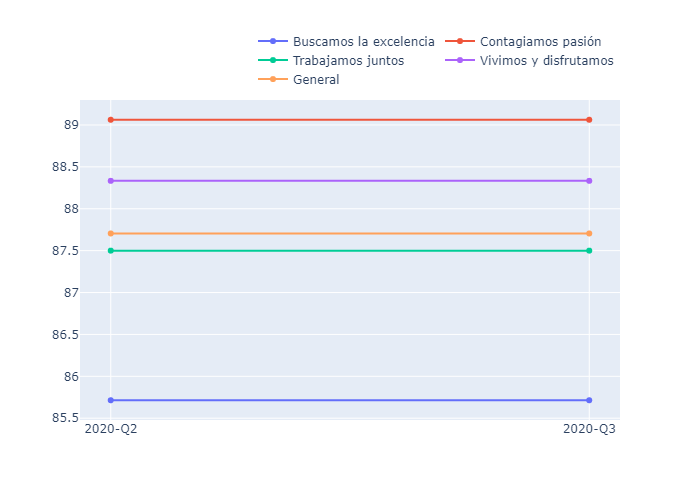 Buscamos la excelencia
Contagiamos pasión
Trabajamos juntos
Vivimos y disfrutamos
General
89
88.5
88
87.5
87
86.5
86
85.5
2020-Q2
2020-Q3